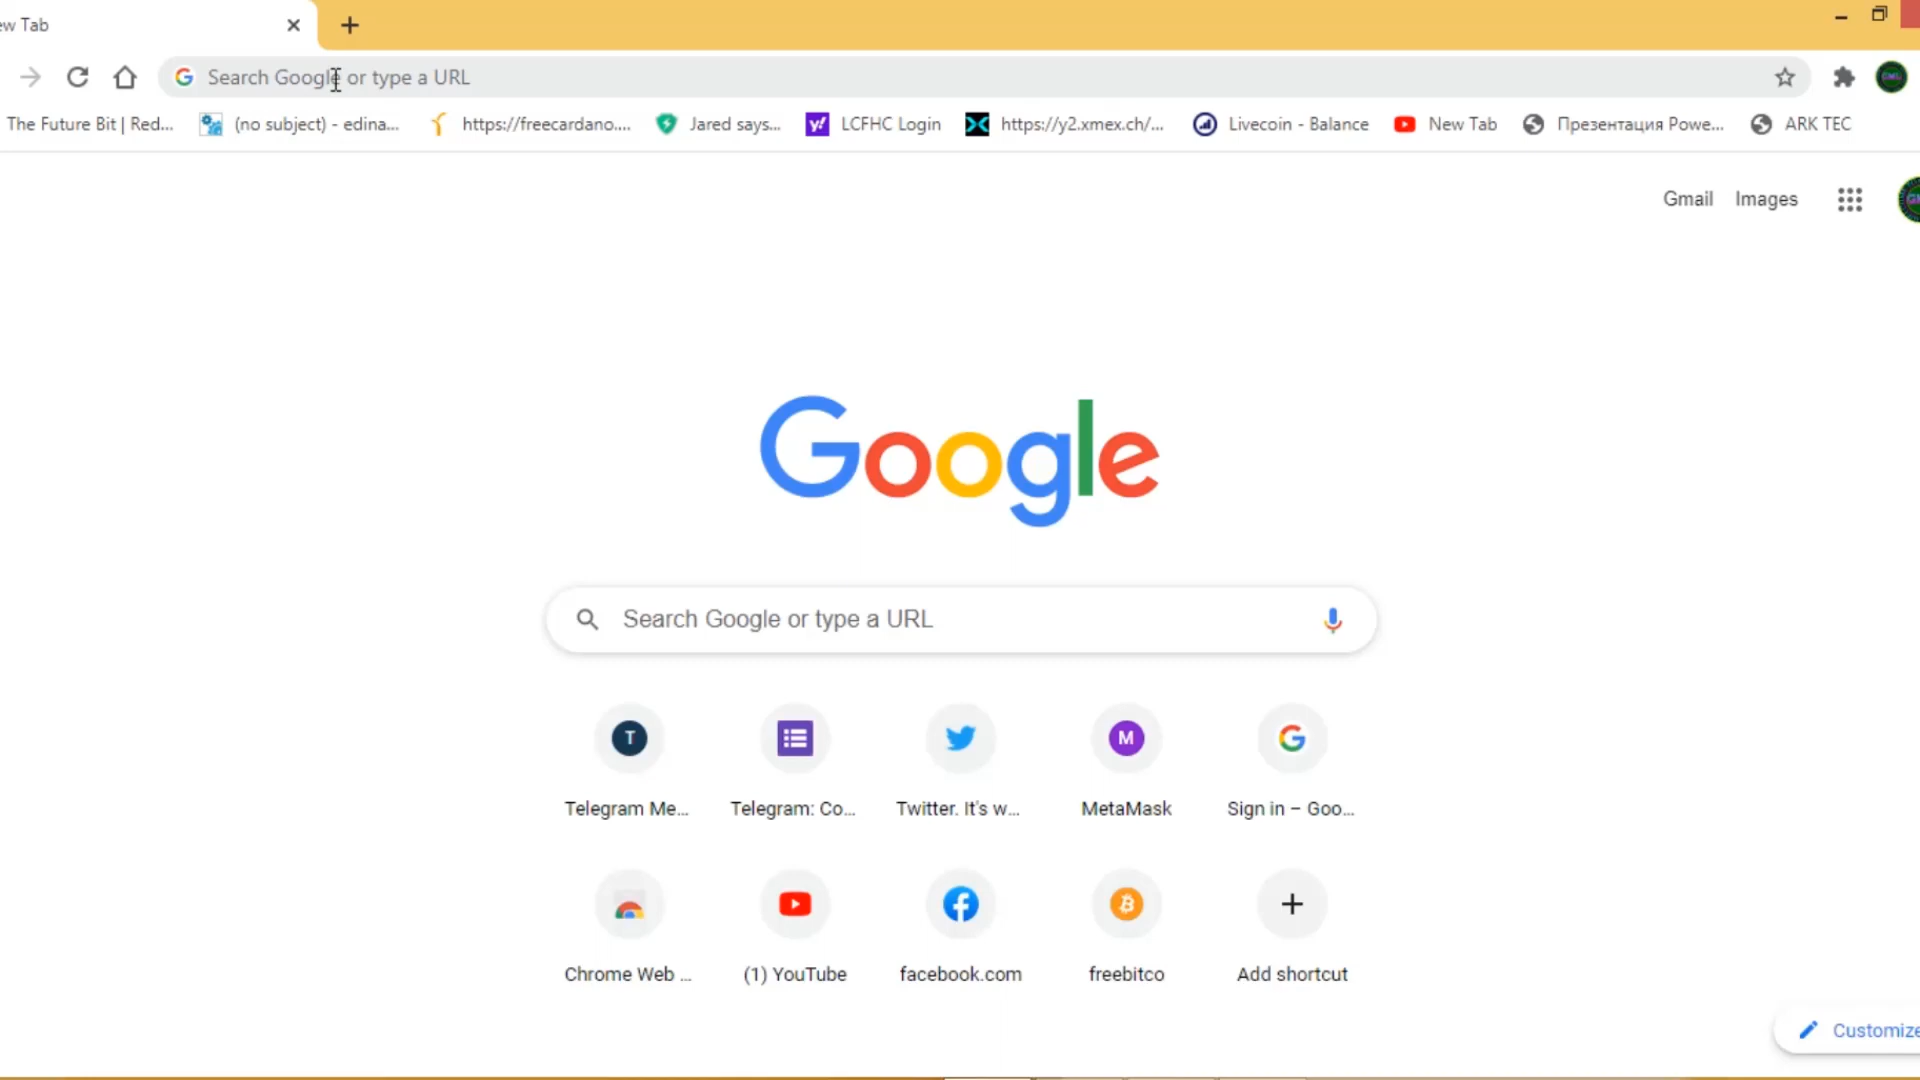 ew Tab
Search Google or type a URL
The Future Bit | Red... (no subject) - edina... https://freecardano.... Jared says... LCFHC Login https://y2.xmex.ch/... Livecoin - Balance New Tab Презентация Powe... ARK TEC
Gmail Images
Google
Search Google or type a URL
T M
Telegram Me... Telegram: Co... Twitter. It's w... MetaMask Sign in – Goo...
Chrome Web ... (1) YouTube facebook.com freebitco Add shortcut
Customize